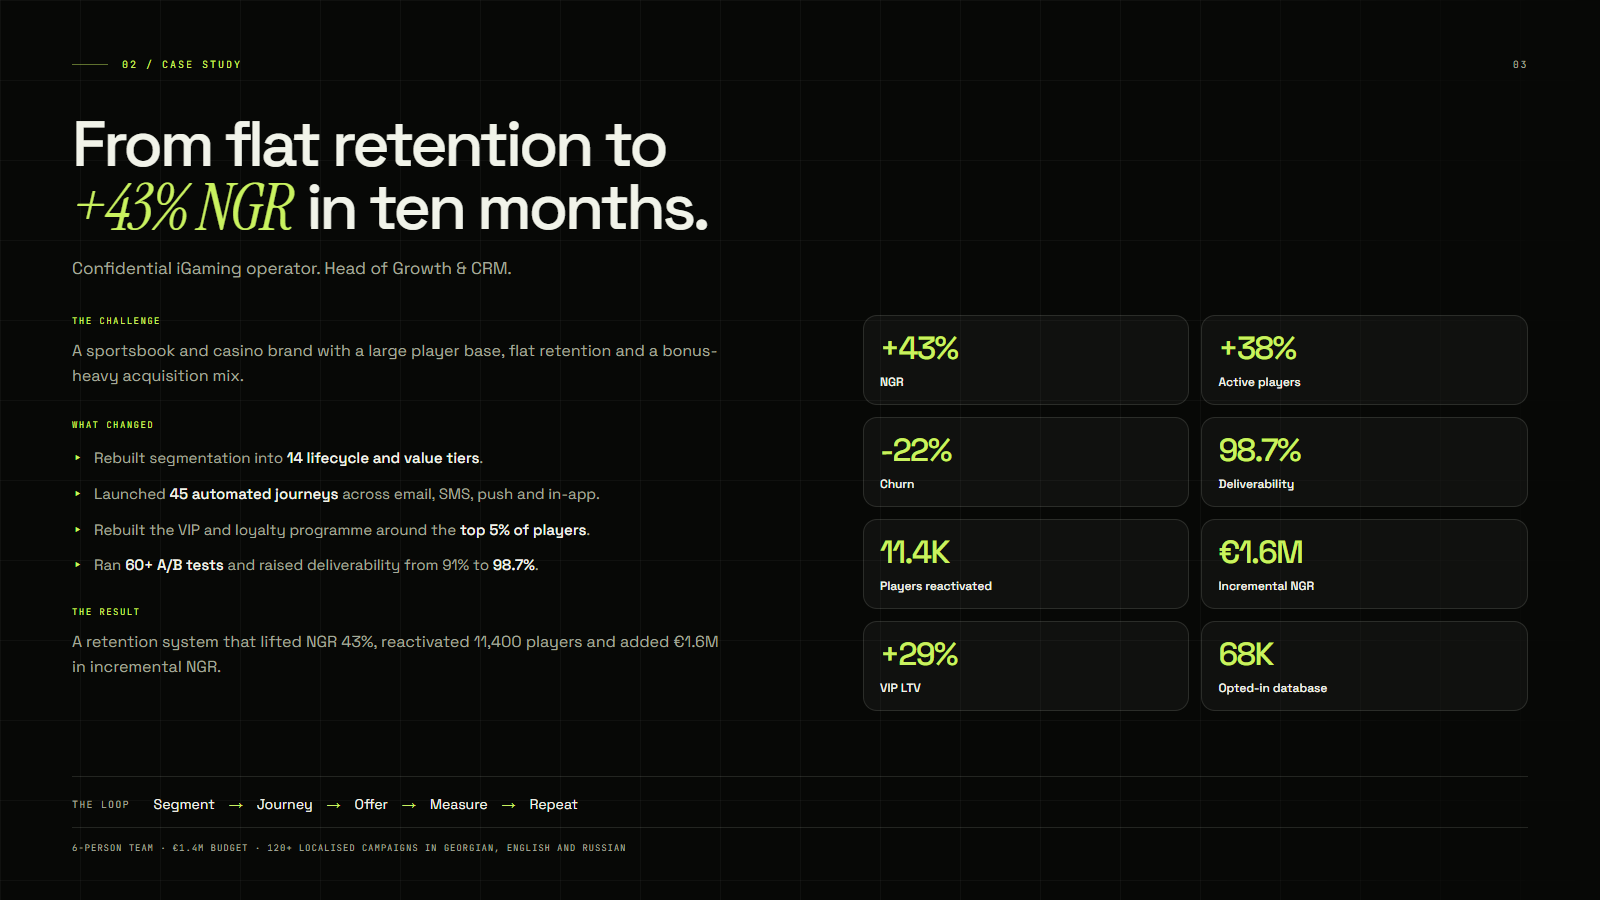 02 / CASE STUDY
03
From flat retention to
+43% NGR in ten months.
Confidential iGaming operator. Head of Growth & CRM.
THE CHALLENGE
A sportsbook and casino brand with a large player base, flat retention and a bonus-
heavy acquisition mix.
WHAT CHANGED
▸ Rebuilt segmentation into 14 lifecycle and value tiers.
▸ Launched 45 automated journeys across email, SMS, push and in-app.
▸ Rebuilt the VIP and loyalty programme around the top 5% of players.
▸ Ran 60+ A/B tests and raised deliverability from 91% to 98.7%.
THE RESULT
A retention system that lifted NGR 43%, reactivated 11,400 players and added €1.6M
in incremental NGR.
+43%
NGR
+38%
Active players
-22%
Churn
98.7%
Deliverability
11.4K
Players reactivated
€1.6M
Incremental NGR
+29%
VIP LTV
68K
Opted-in database
THE LOOP Segment → Journey → Offer → Measure → Repeat
6-PERSON TEAM · €1.4M BUDGET · 120+ LOCALISED CAMPAIGNS IN GEORGIAN, ENGLISH AND RUSSIAN